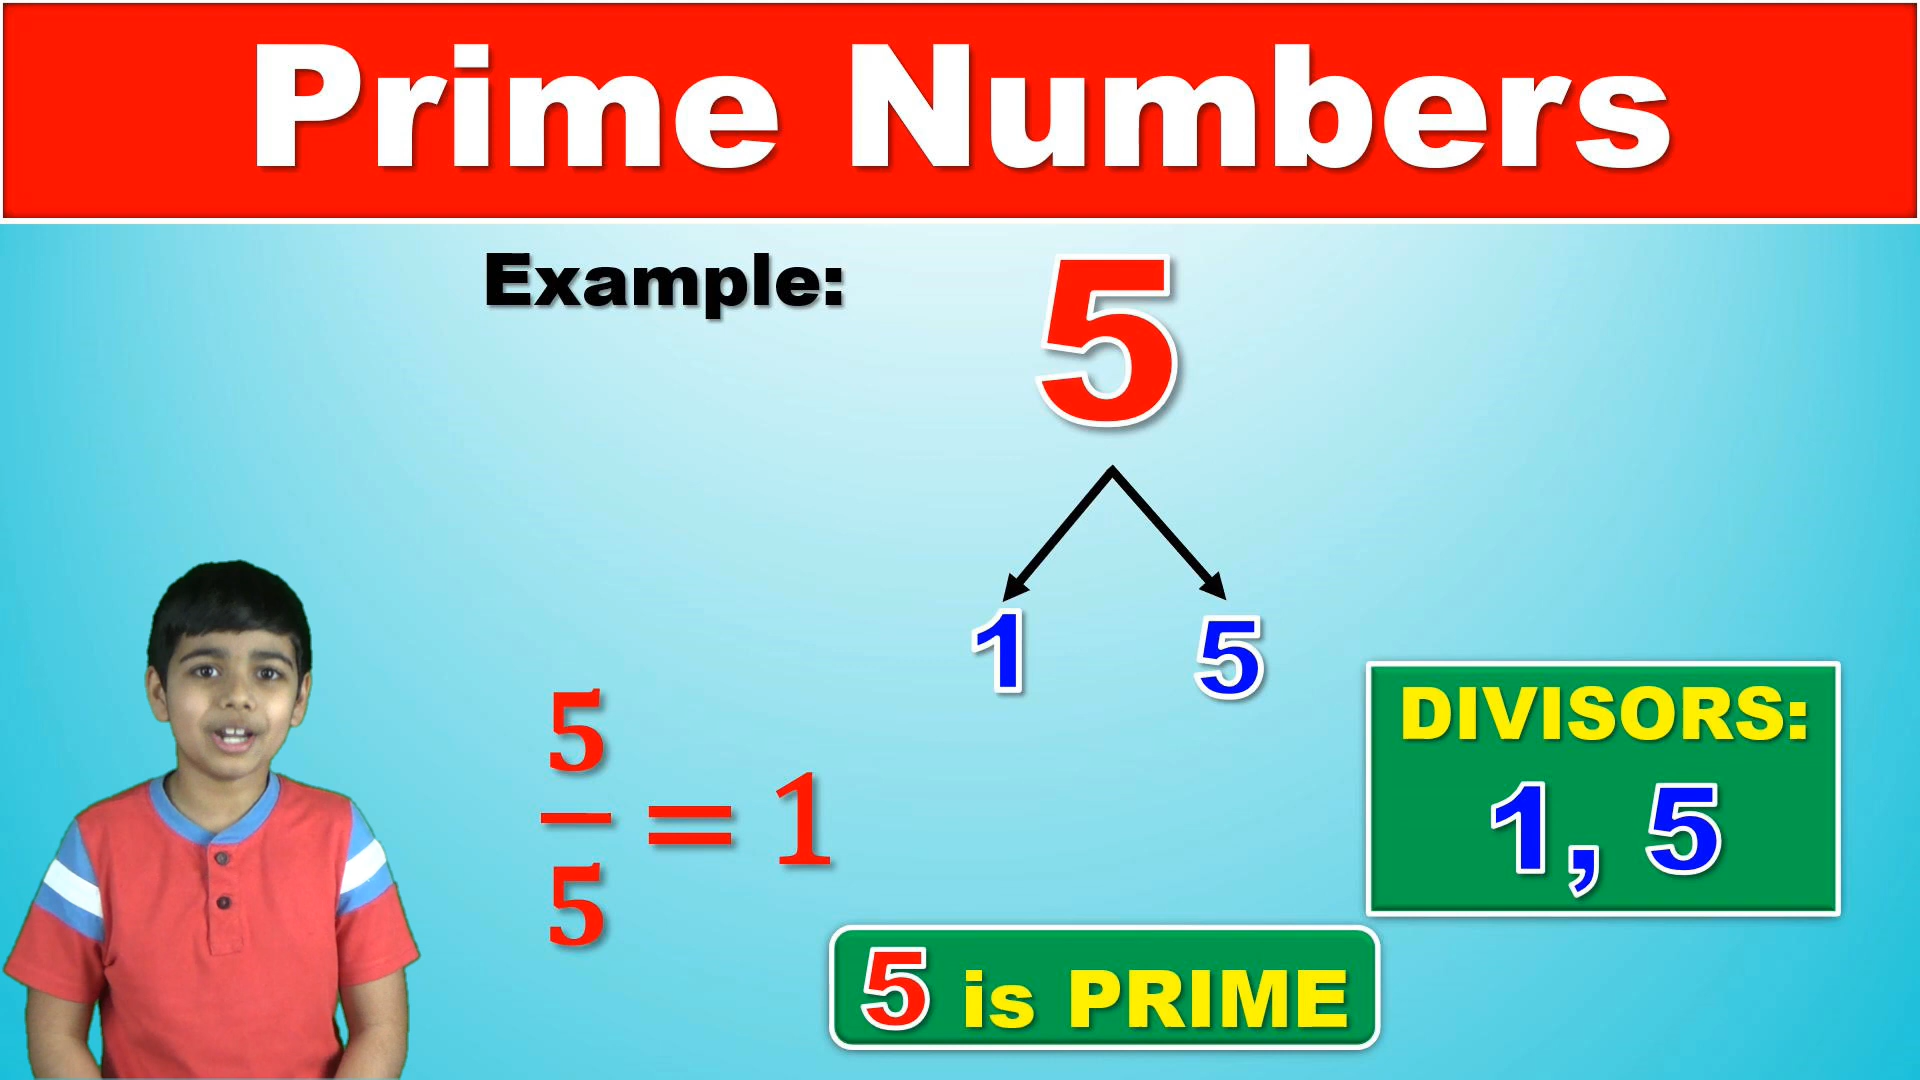 Prime Numbers
Example:
5
1 5
5/5 = 1
DIVISORS:
1, 5
5 is PRIME